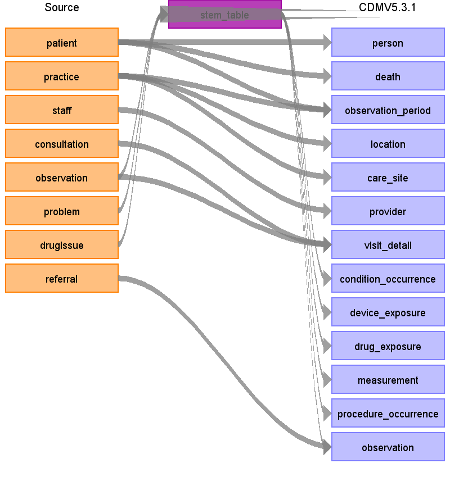 Source
stem_table
CDMV5.3.1
patient
person
practice
death
staff
observation_period
consultation
location
observation
care_site
problem
provider
drugissue
visit_detail
referral
condition_occurrence
device_exposure
drug_exposure
measurement
procedure_occurrence
observation